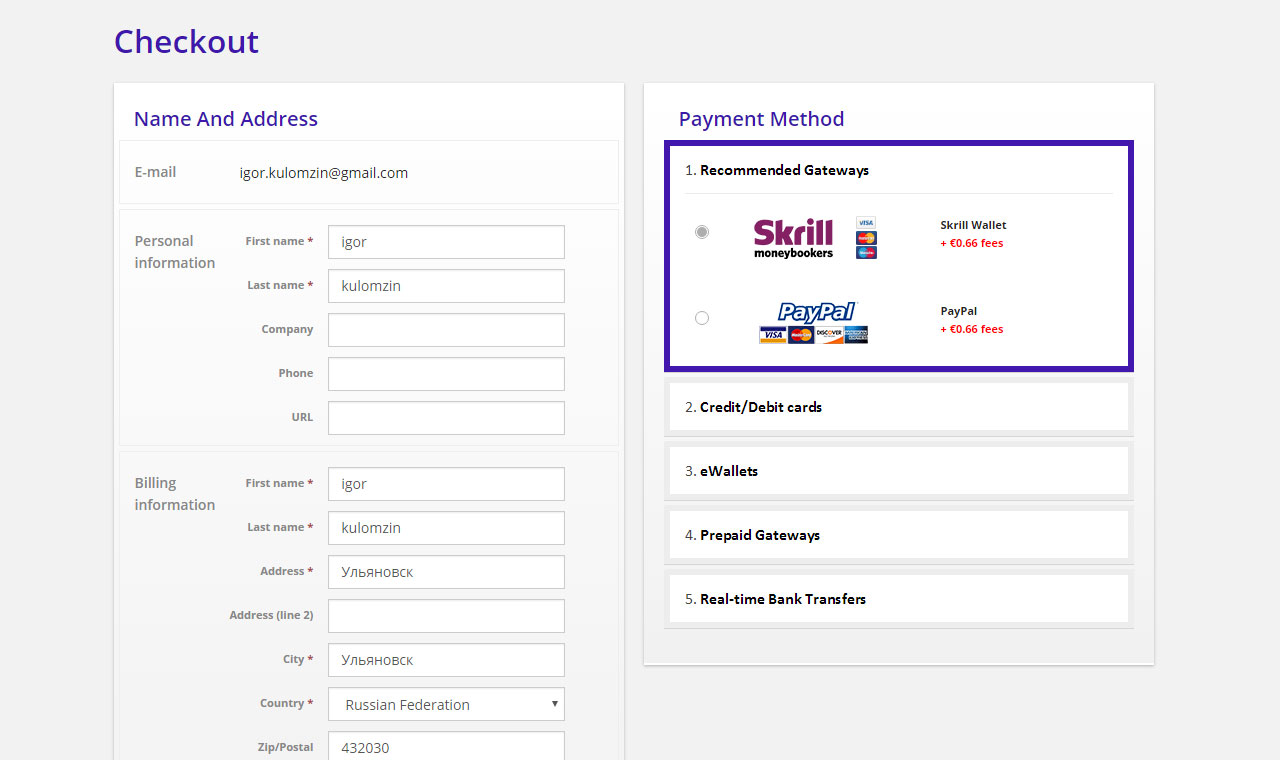 Checkout
Name And Address
E-mail igor.kulomzin@gmail.com
Personal information
First name * igor
Last name * kulomzin
Company
Phone
URL
Billing information
First name * igor
Last name * kulomzin
Address * Ульяновск
Address (line 2)
City * Ульяновск
Country * Russian Federation
Zip/Postal 432030
Payment Method
1. Recommended Gateways
Skrill
moneybookers
VISA
Skrill Wallet
+ €0.66 fees
PayPal
VISA MasterCard DISCOVER
PayPal
+ €0.66 fees
2. Credit/Debit cards
3. eWallets
4. Prepaid Gateways
5. Real-time Bank Transfers